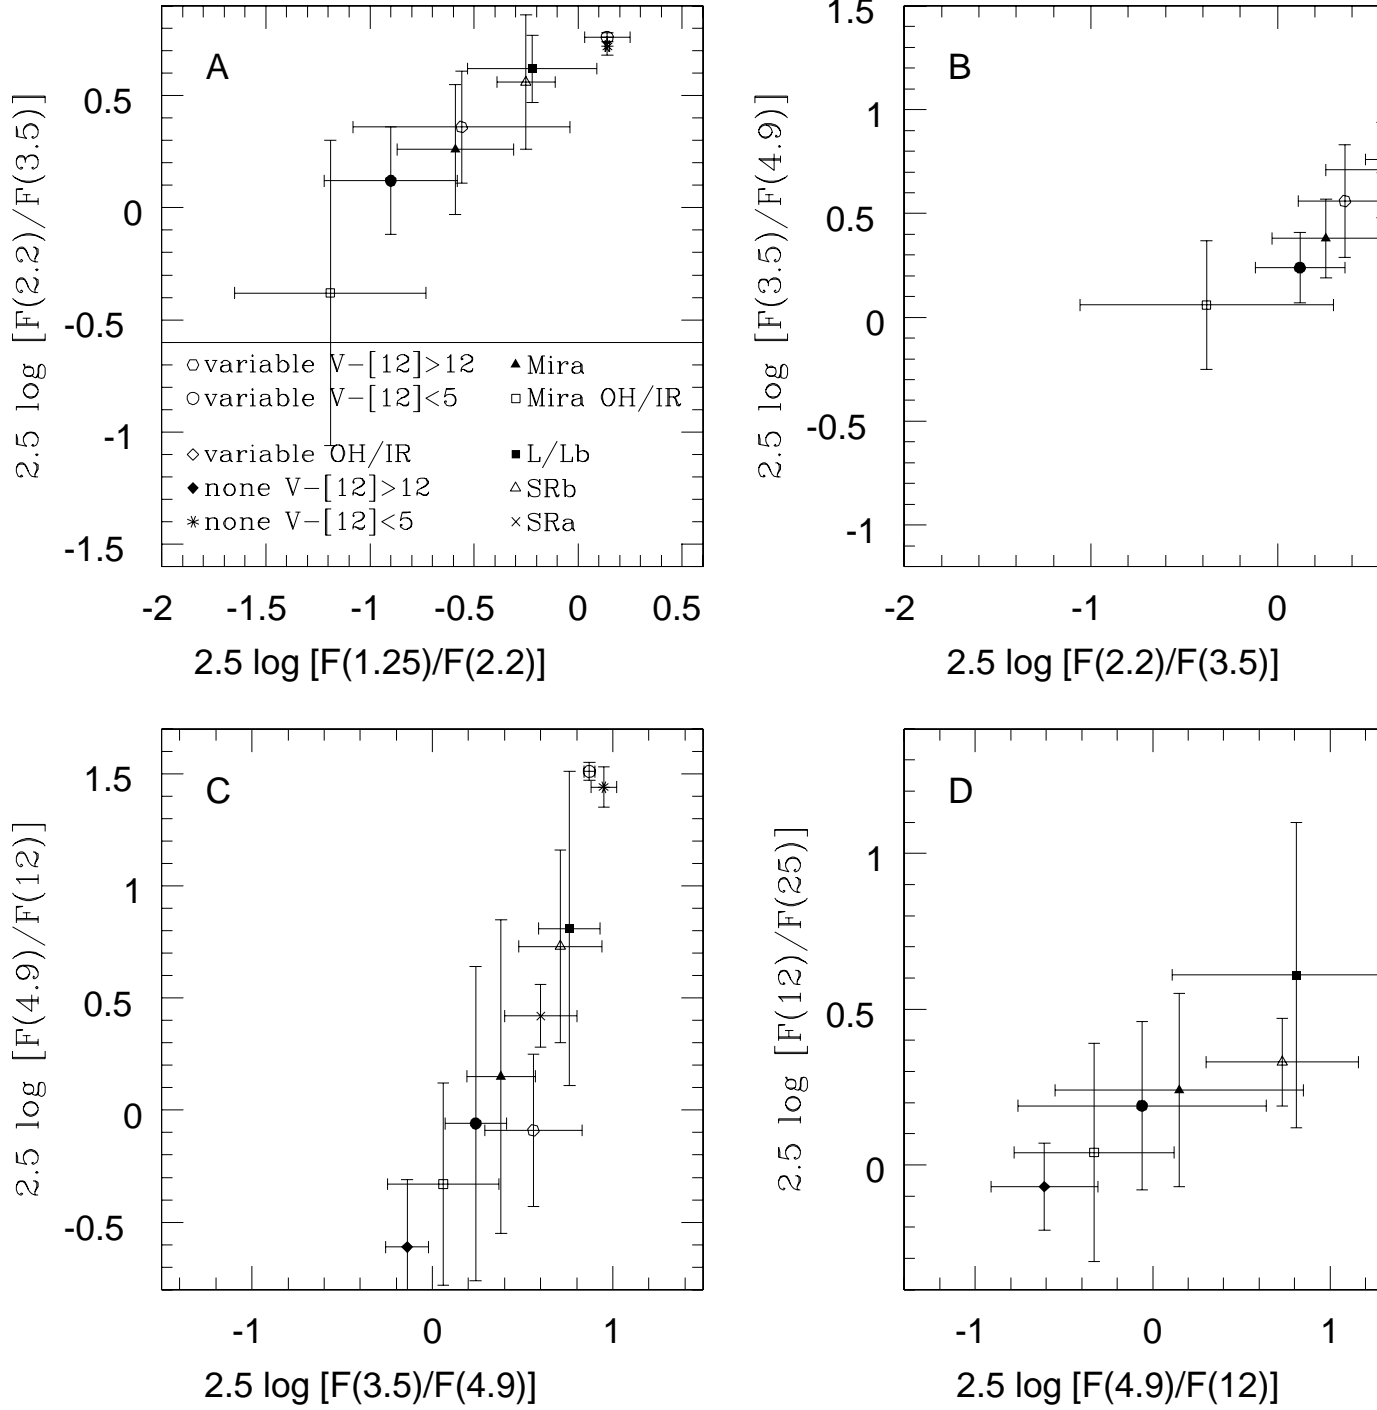 A
2.5 log [F(2.2)/F(3.5)]
0.5
0
-0.5
-1
-1.5
variable V-[12]>12
Mira
variable V-[12]<5
Mira OH/IR
variable OH/IR
L/Lb
none V-[12]>12
SRb
none V-[12]<5
SRa
-2 -1.5 -1 -0.5 0 0.5
2.5 log [F(1.25)/F(2.2)]
B
2.5 log [F(3.5)/F(4.9)]
1.5
1
0.5
0
-0.5
-1
-2 -1 0
2.5 log [F(2.2)/F(3.5)]
C
2.5 log [F(4.9)/F(12)]
1.5
1
0.5
0
-0.5
-1 0 1
2.5 log [F(3.5)/F(4.9)]
D
2.5 log [F(12)/F(25)]
1
0.5
0
-1 0 1
2.5 log [F(4.9)/F(12)]